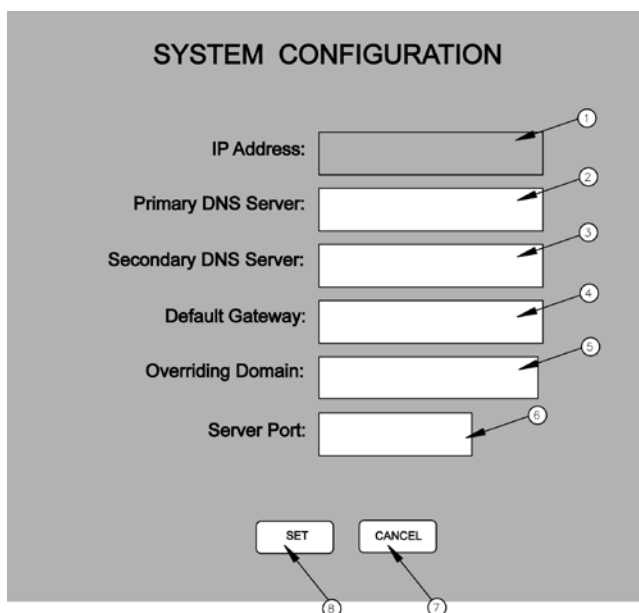 SYSTEM CONFIGURATION
IP Address:
1
Primary DNS Server:
2
Secondary DNS Server:
3
Default Gateway:
4
Overriding Domain:
5
Server Port:
6
SET
CANCEL
8
7